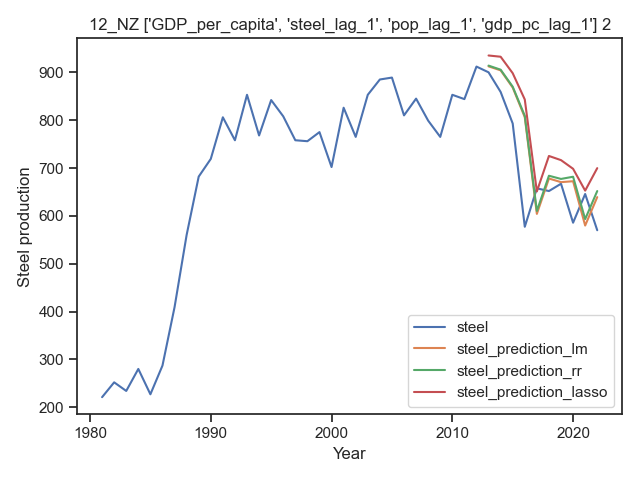 12_NZ ['GDP_per_capita', 'steel_lag_1', 'pop_lag_1', 'gdp_pc_lag_1'] 2
900
800
700
600
500
400
300
200
Steel production
1980
1990
2000
2010
2020
Year
steel
steel_prediction_lm
steel_prediction_rr
steel_prediction_lasso